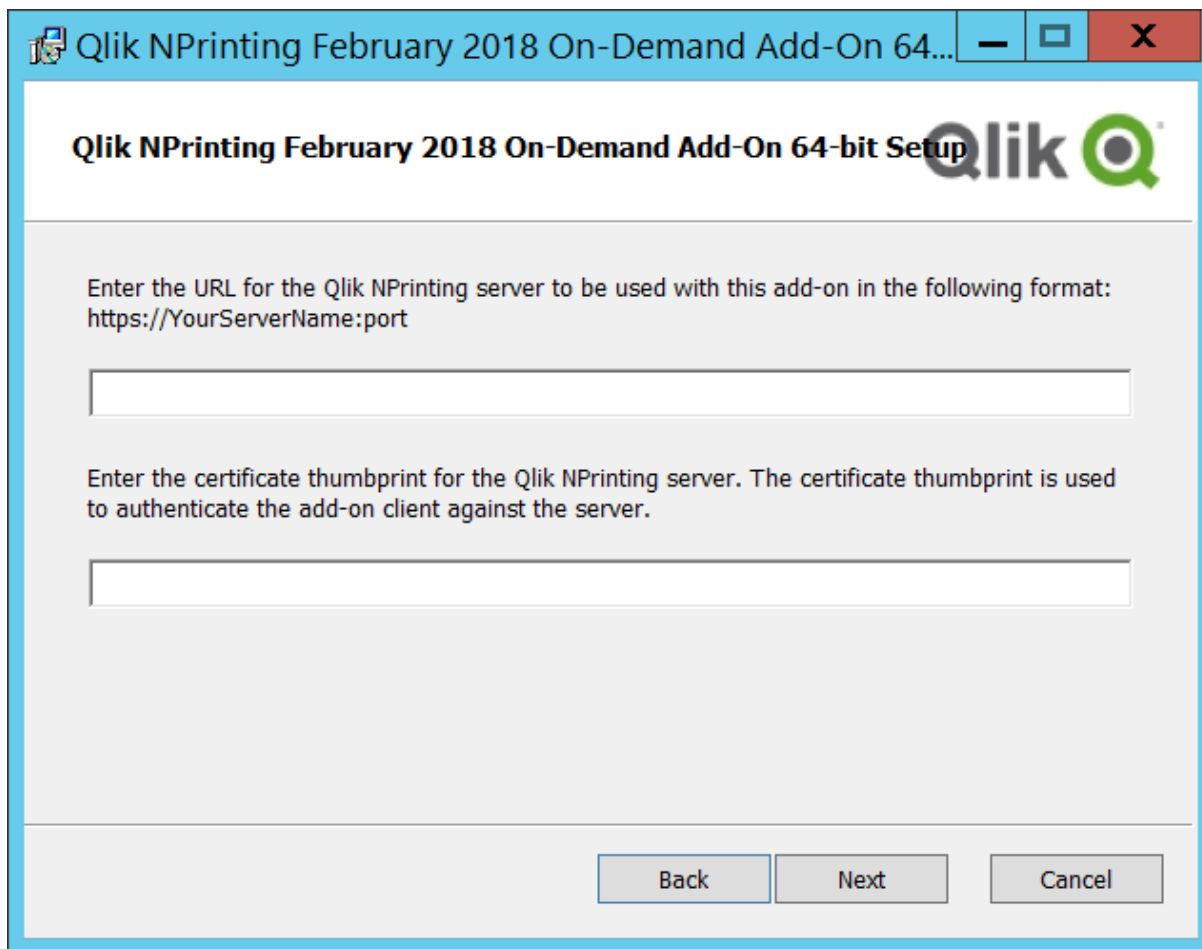 Qlik NPrinting February 2018 On-Demand Add-On 64...
Qlik NPrinting February 2018 On-Demand Add-On 64-bit Setup
Qlik
Enter the URL for the Qlik NPrinting server to be used with this add-on in the following format:
https://YourServerName:port
Enter the certificate thumbprint for the Qlik NPrinting server. The certificate thumbprint is used
to authenticate the add-on client against the server.
Back Next Cancel